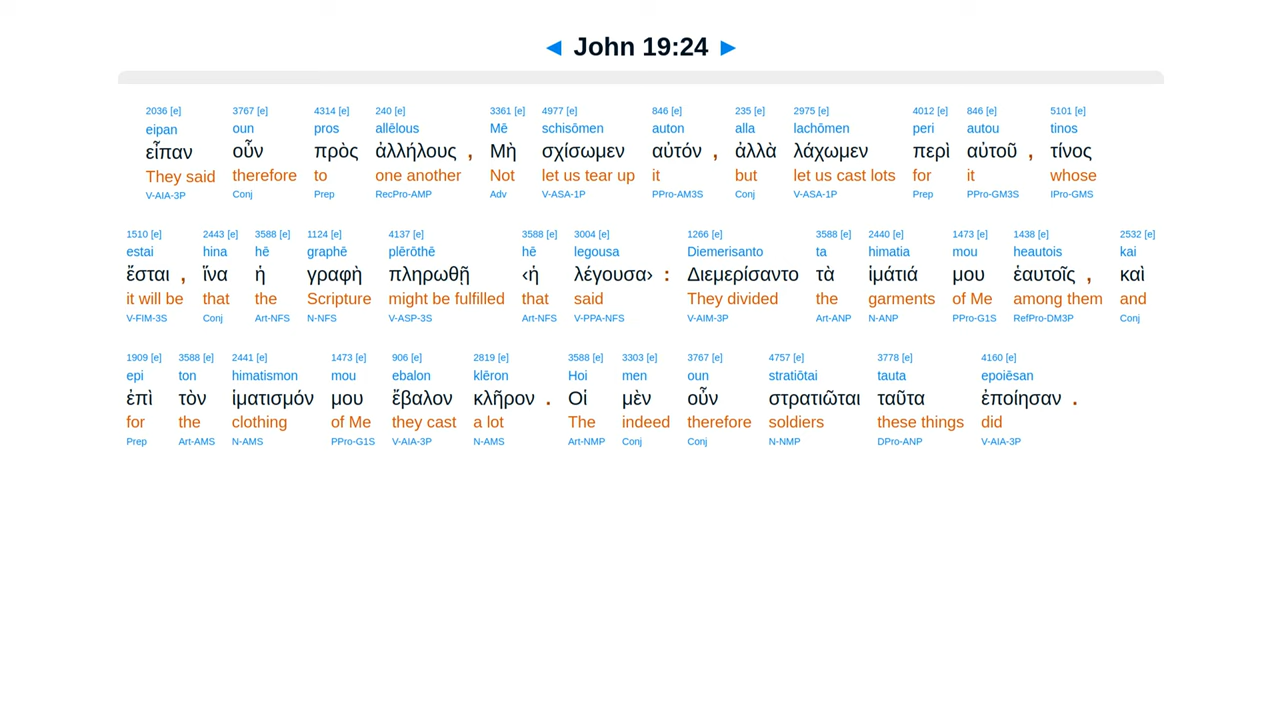 ◄ John 19:24 ►
2036 [e] 3767 [e] 4314 [e] 240 [e] 3361 [e] 4977 [e] 846 [e] 235 [e] 2975 [e] 4012 [e] 846 [e] 5101 [e]
eipan oun pros allēlous Mē schisōmen auton alla lachōmen peri autou tinos
εἶπαν οὖν πρὸς ἀλλήλους , Μὴ σχίσωμεν αὐτόν , ἀλλὰ λάχωμεν περὶ αὐτοῦ , τίνος
They said therefore to one another Not let us tear up it but let us cast lots for it whose
V-AIA-3P Conj Prep RecPro-AMP Adv V-ASA-1P PPro-AM3S Conj V-ASA-1P Prep PPro-GM3S IPro-GMS
1510 [e] 2443 [e] 3588 [e] 1124 [e] 4137 [e] 3588 [e] 3004 [e] 1266 [e] 3588 [e] 2440 [e] 1473 [e] 1438 [e] 2532 [e]
estai hina hē graphē plērōthē hē legousa Diemerisanto ta himatia mou heautois kai
ἔσται , ἵνα ἡ γραφὴ πληρωθῇ ‹ἡ λέγουσα› : Διεμερίσαντο τὰ ἱμάτιά μου ἑαυτοῖς , καὶ
it will be that the Scripture might be fulfilled that said They divided the garments of Me among them and
V-FIM-3S Conj Art-NFS N-NFS V-ASP-3S Art-NFS V-PPA-NFS V-AIM-3P Art-ANP N-ANP PPro-G1S RefPro-DM3P Conj
1909 [e] 3588 [e] 2441 [e] 1473 [e] 906 [e] 2819 [e] 3588 [e] 3303 [e] 3767 [e] 4757 [e] 3778 [e] 4160 [e]
epi ton himatismon mou ebalon klēron Hoi men oun stratiōtai tauta epoiēsan
ἐπὶ τὸν ἱματισμόν μου ἔβαλον κλῆρον . Οἱ μὲν οὖν στρατιῶται ταῦτα ἐποίησαν .
for the clothing of Me they cast a lot The indeed therefore soldiers these things did
Prep Art-AMS N-AMS PPro-G1S V-AIA-3P N-AMS Art-NMP Conj Conj N-NMP DPro-ANP V-AIA-3P